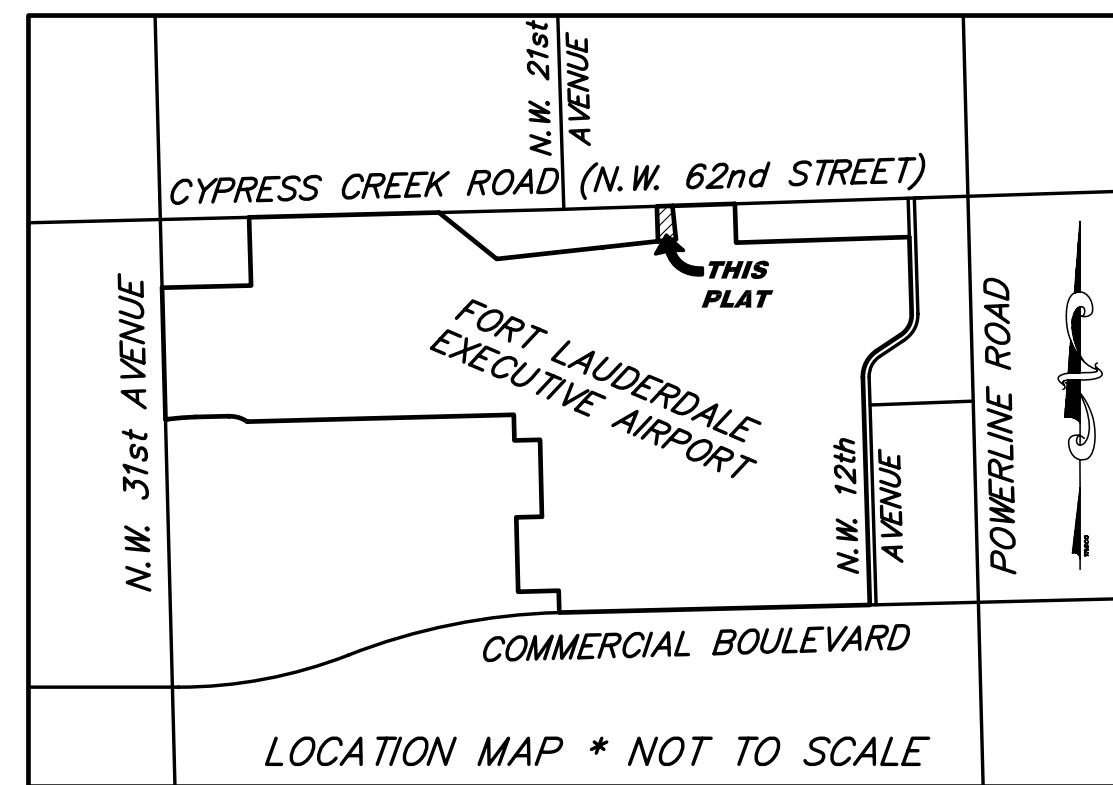 N.W. 21st
AVENUE
CYPRESS CREEK ROAD (N.W. 62nd STREET)
THIS
PLAT
N.W. 31st AVENUE
FORT LAUDERDALE
EXECUTIVE AIRPORT
N.W. 12th
AVENUE
POWERLINE ROAD
COMMERCIAL BOULEVARD
LOCATION MAP * NOT TO SCALE